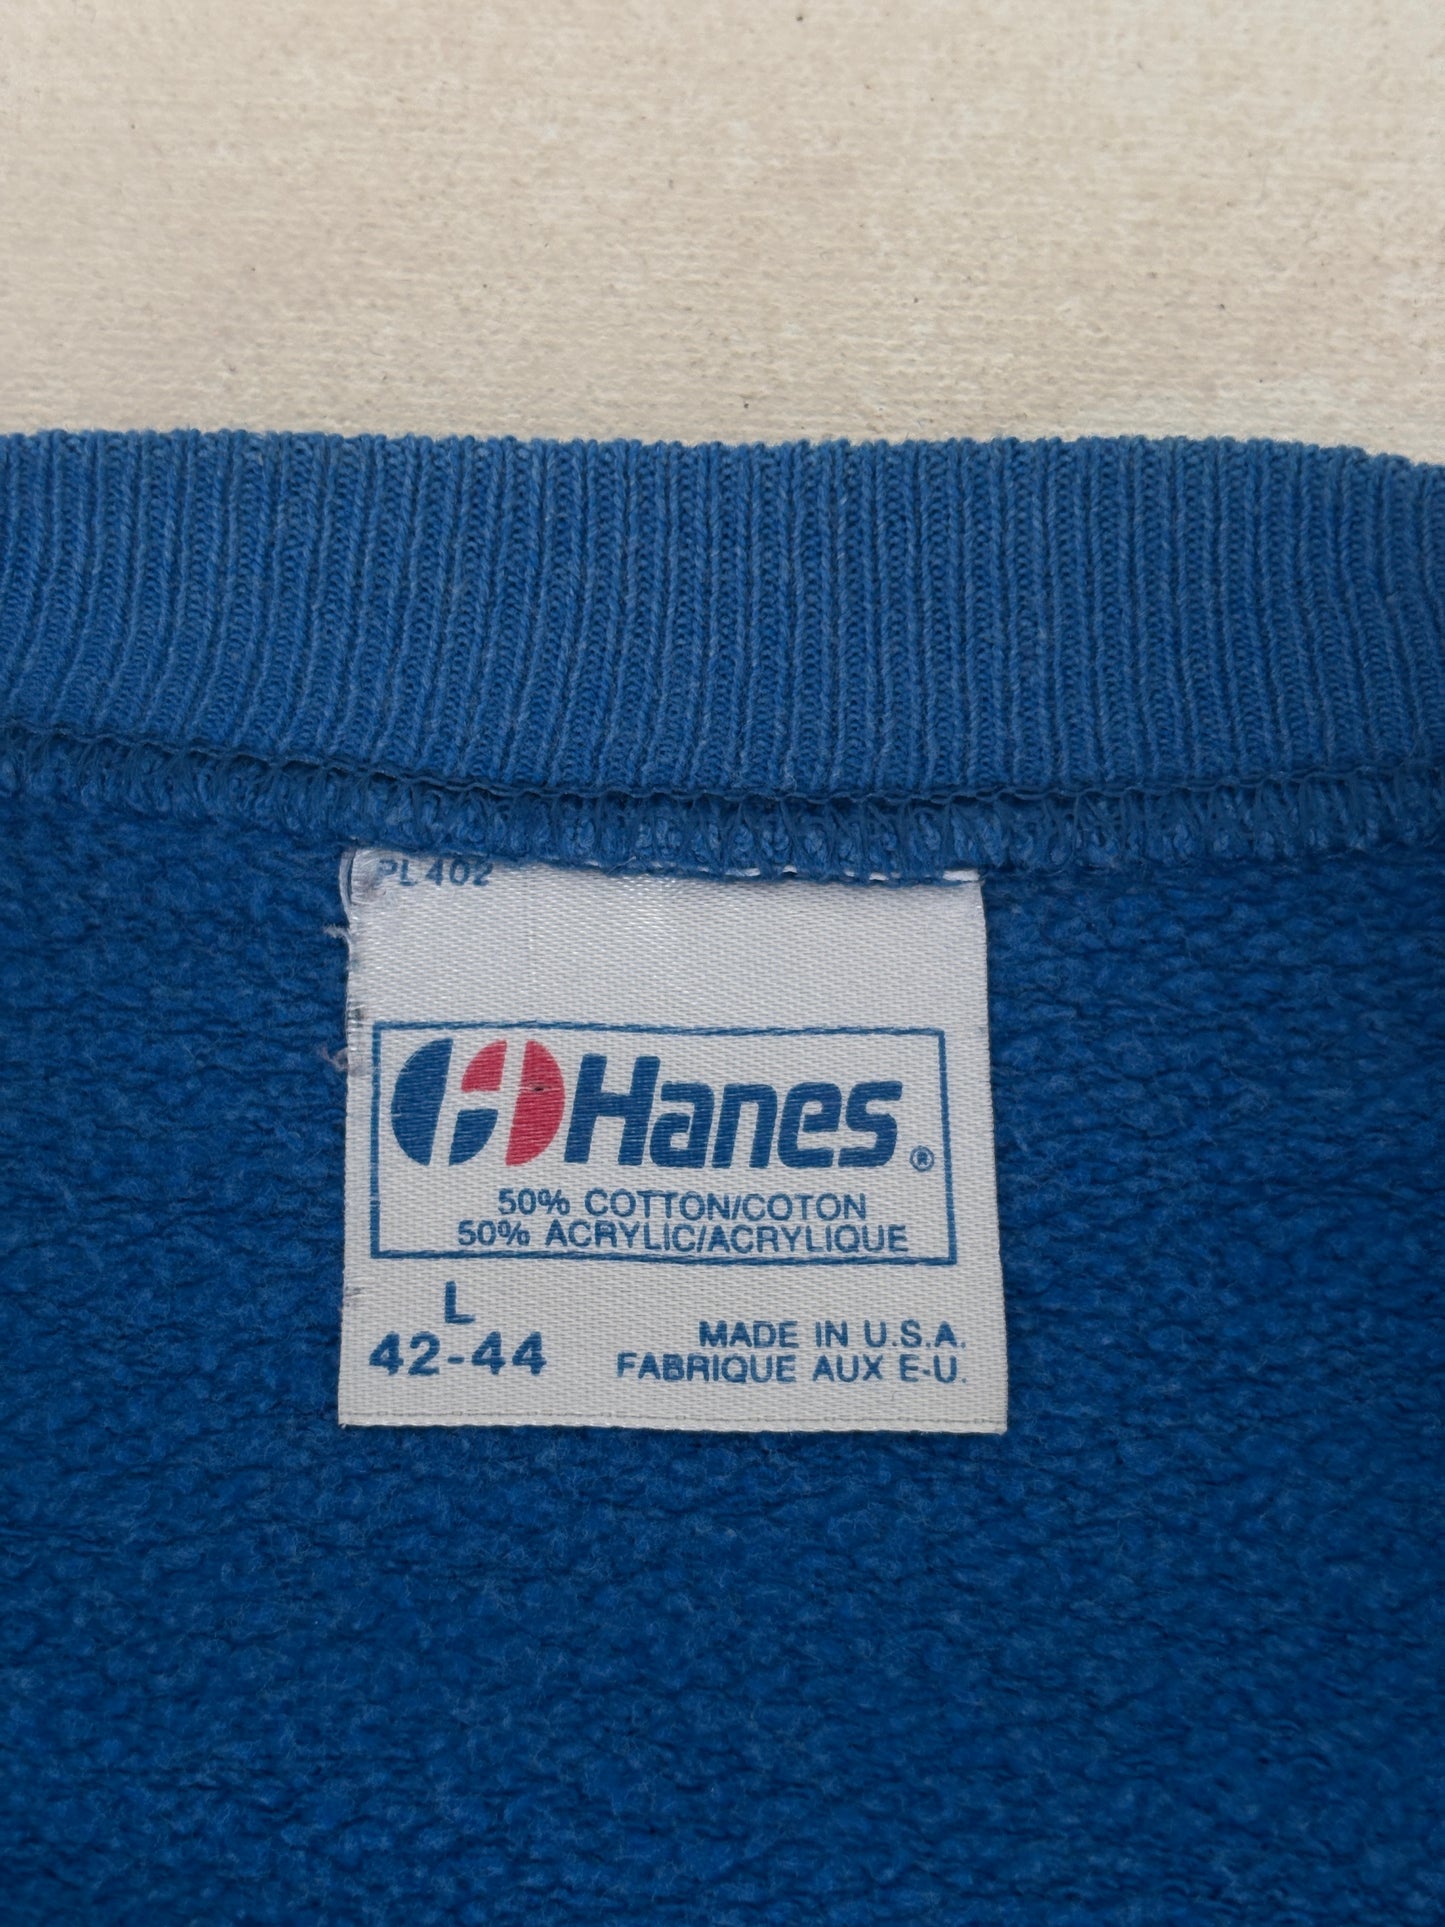 PL 402
Hanes®
50% COTTON/COTON
50% ACRYLIC/ACRYLIQUE
L
42-44
MADE IN U.S.A.
FABRIQUE AUX E-U.